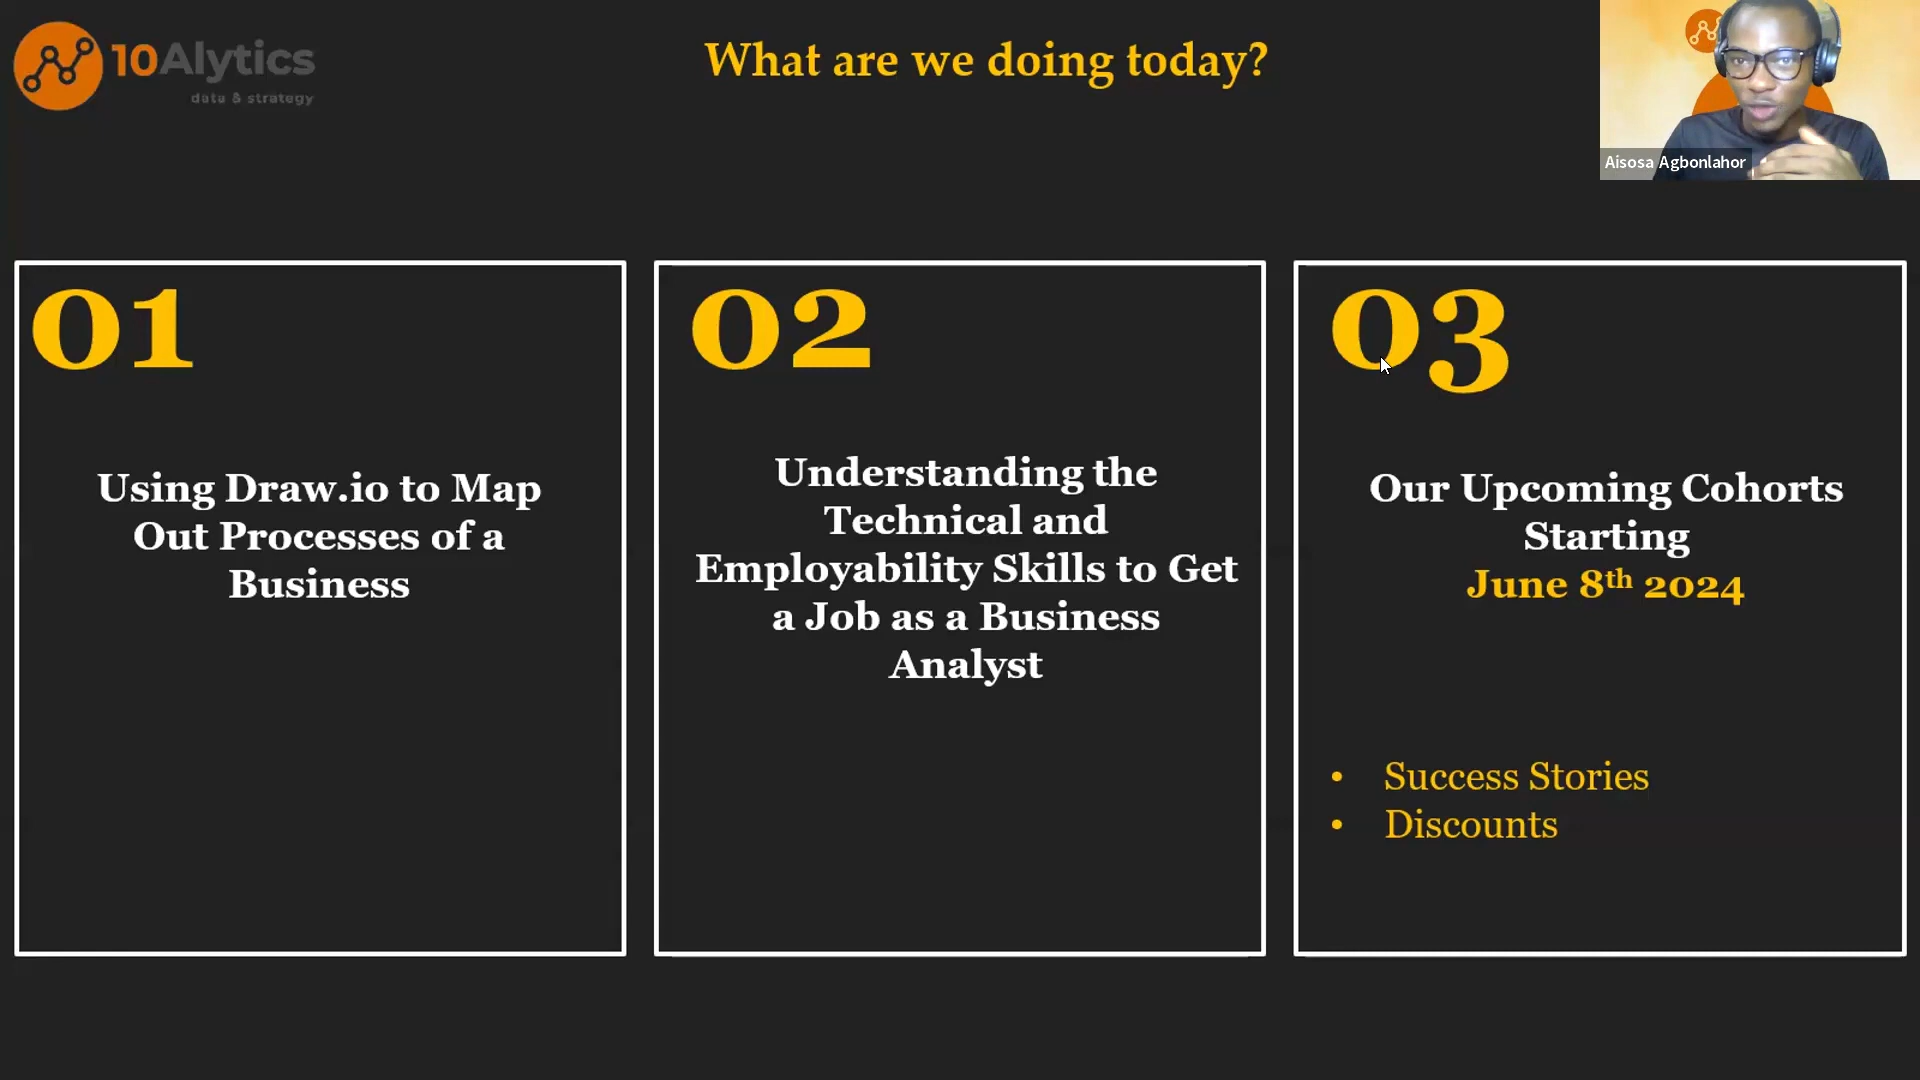 10Alytics
data & strategy
What are we doing today?
Aisosa Agbonlahor
01
Using Draw.io to Map
Out Processes of a
Business
02
Understanding the
Technical and
Employability Skills to Get
a Job as a Business
Analyst
03
Our Upcoming Cohorts
Starting
June 8th 2024
• Success Stories
• Discounts